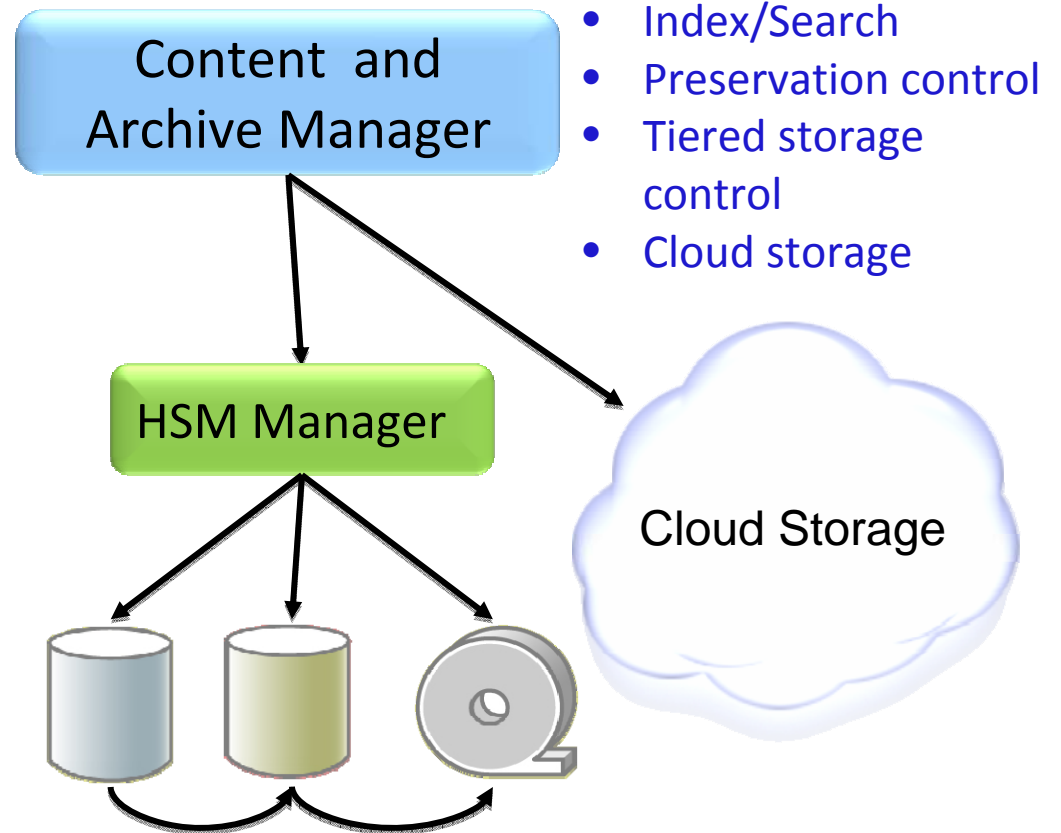 Content and
Archive Manager
• Index/Search
• Preservation control
• Tiered storage
control
• Cloud storage
HSM Manager
Cloud Storage